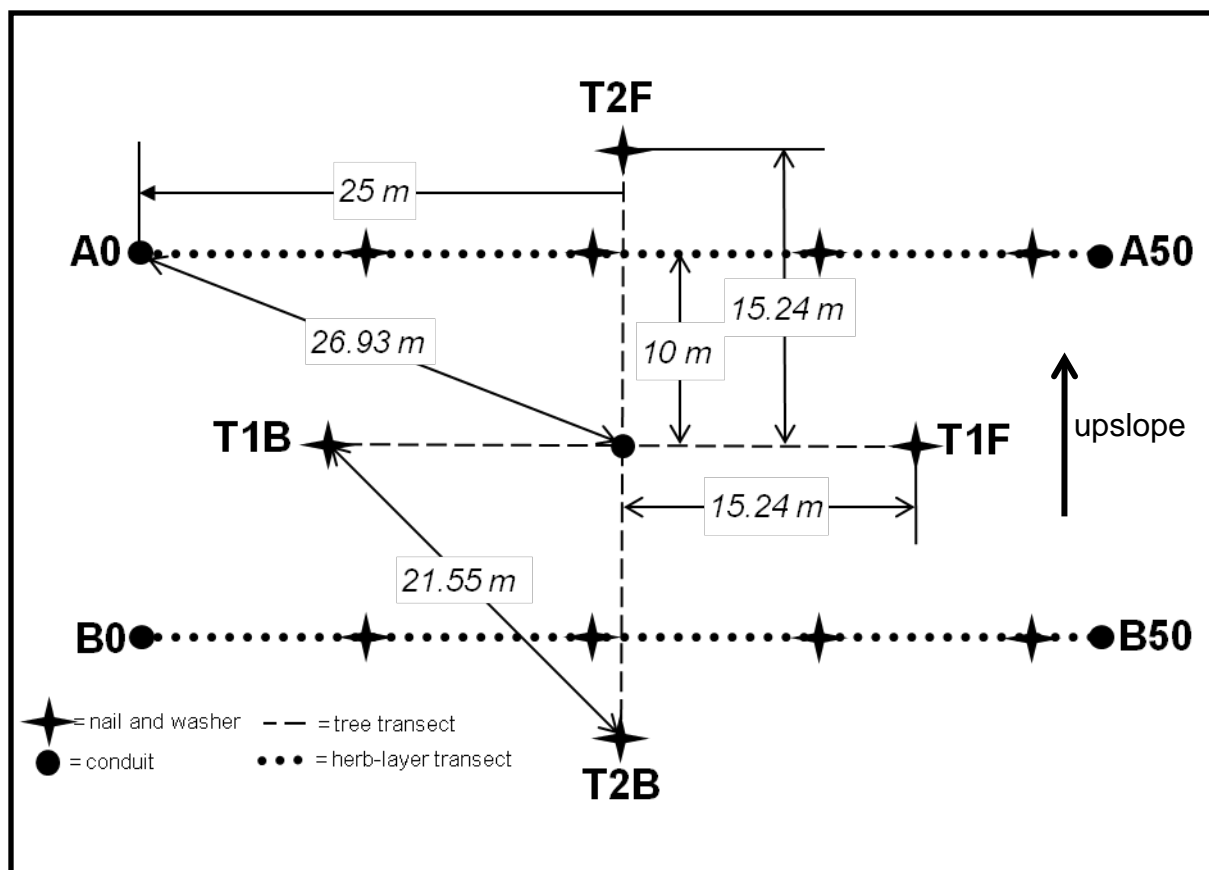 T2F
25 m
A0
A50
15.24 m
10 m
26.93 m
T1B
T1F
upslope
15.24 m
21.55 m
B0
B50
= nail and washer
= tree transect
= conduit
= herb-layer transect
T2B